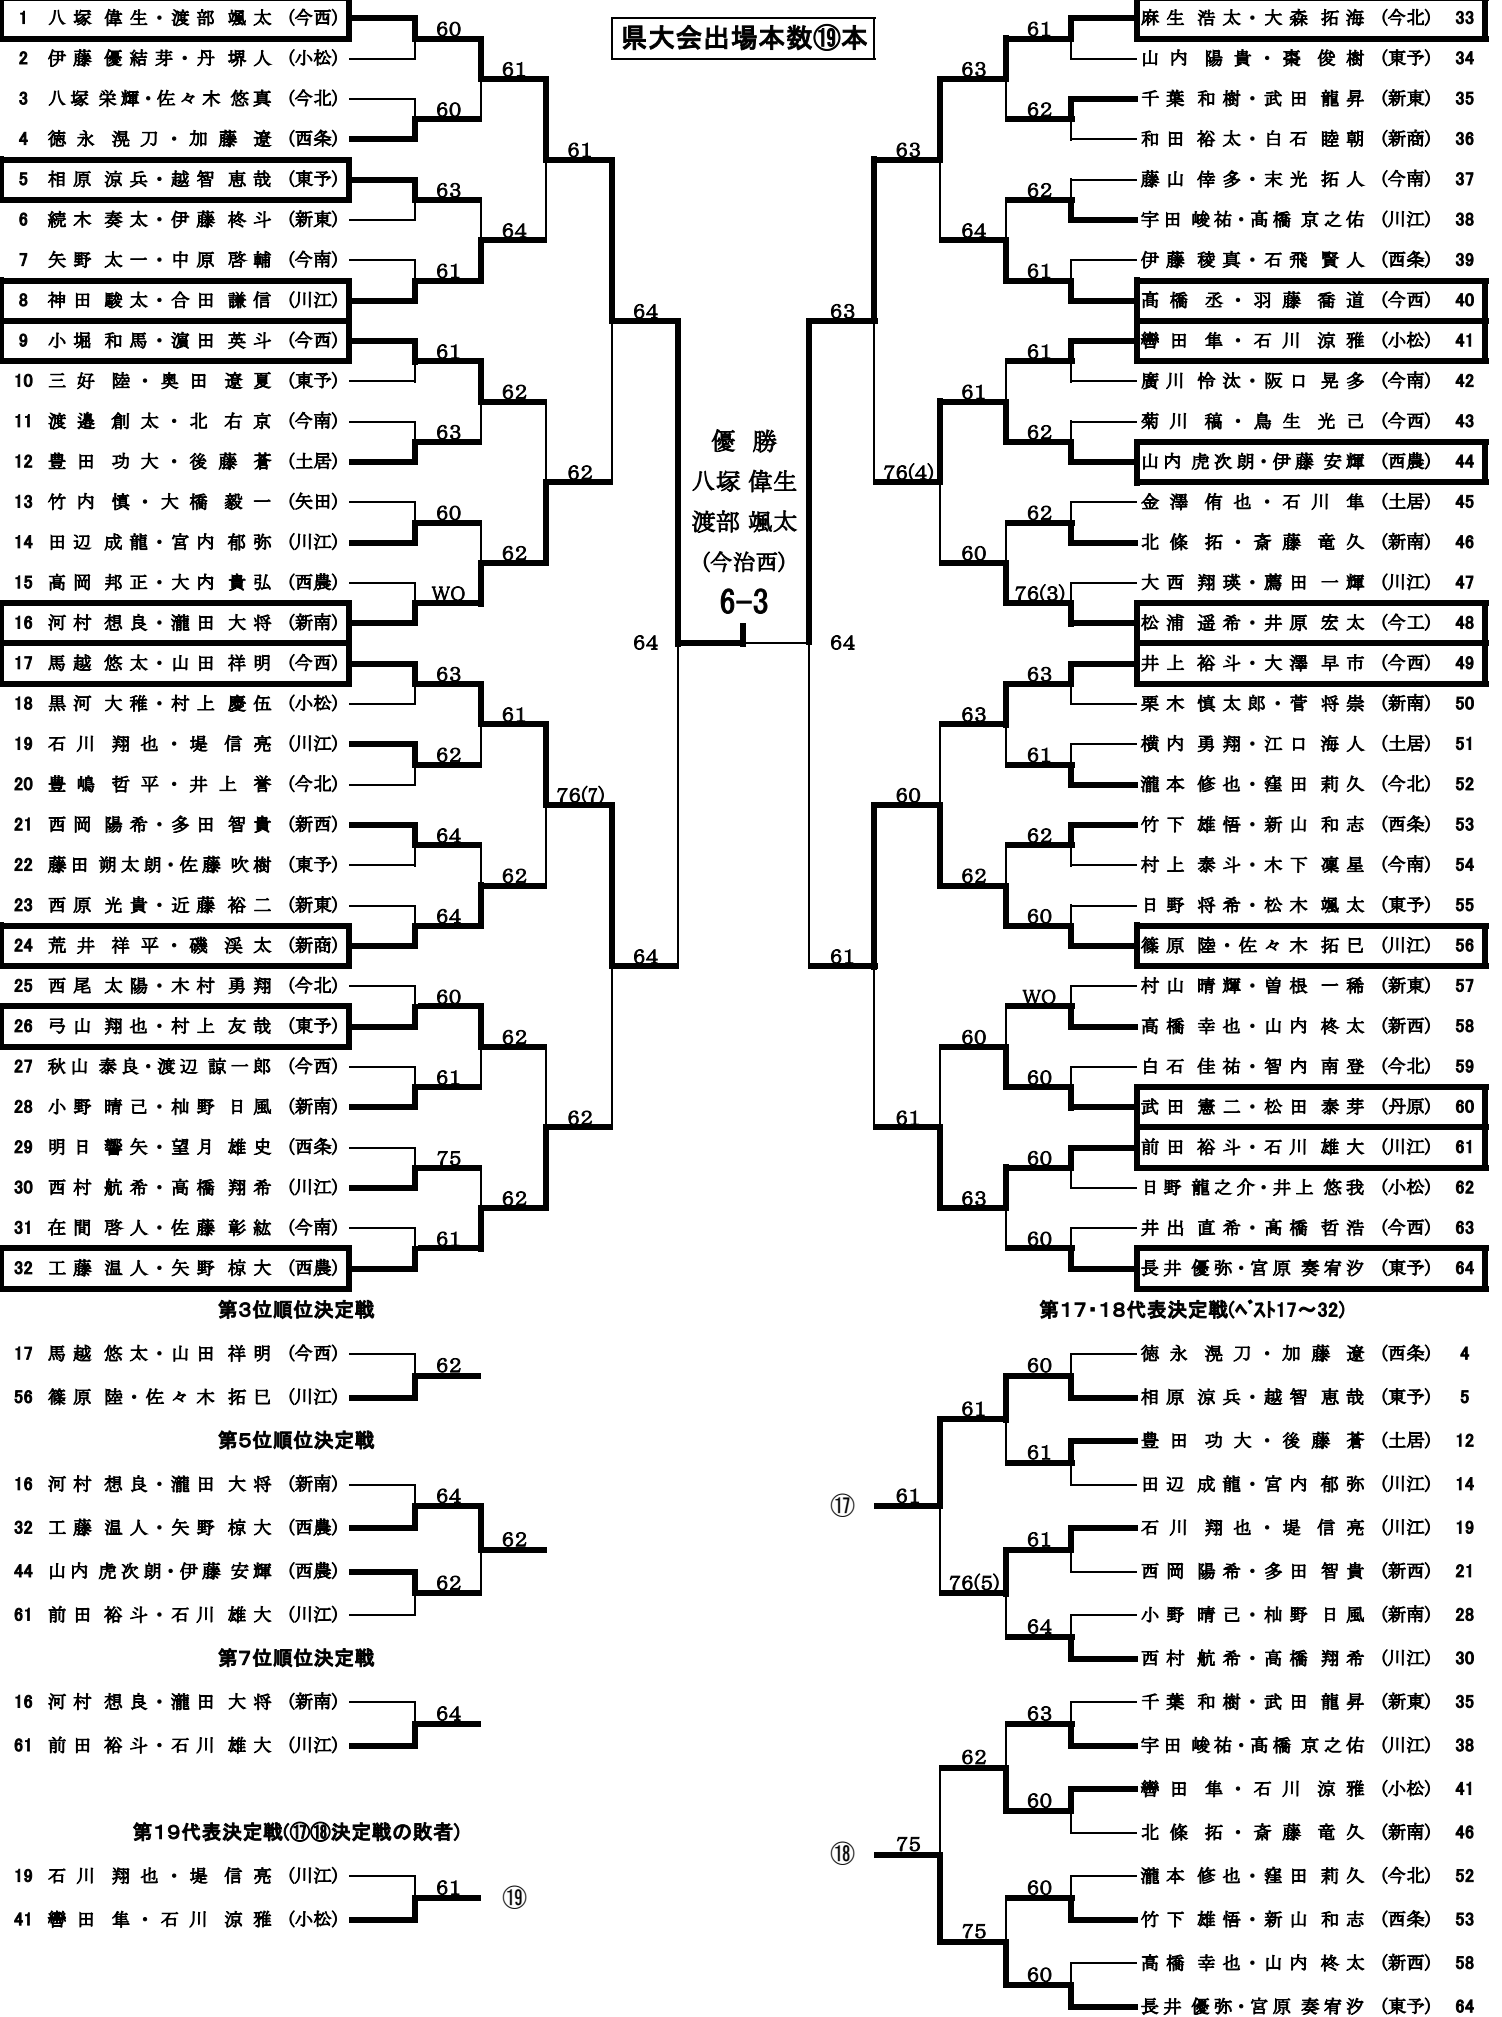 県大会出場本数⑲本
1 八塚 偉生・渡部 颯太 (今西)
2 伊藤 優結芽・丹 堺人 (小松)
3 八塚 栄輝・佐々木 悠真 (今北)
4 徳永 滉刀・加藤 遼 (西条)
5 相原 涼兵・越智 恵哉 (東予)
6 続木 奏太・伊藤 柊斗 (新東)
7 矢野 太一・中原 啓輔 (今南)
8 神田 駿太・合田 謙信 (川江)
9 小堀 和馬・濵田 英斗 (今西)
10 三好 陸・奥田 遼夏 (東予)
11 渡邉 創太・北 右京 (今南)
12 豊田 功大・後藤 蒼 (土居)
13 竹内 慎・大橋 毅一 (矢田)
14 田辺 成龍・宮内 郁弥 (川江)
15 高岡 邦正・大内 貴弘 (西農)
16 河村 想良・瀧田 大将 (新南)
17 馬越 悠太・山田 祥明 (今西)
18 黒河 大稚・村上 慶伍 (小松)
19 石川 翔也・堤 信亮 (川江)
20 豊嶋 哲平・井上 誉 (今北)
21 西岡 陽希・多田 智貴 (新西)
22 藤田 朔太朗・佐藤 吹樹 (東予)
23 西原 光貴・近藤 裕二 (新東)
24 荒井 祥平・磯 渓太 (新商)
25 西尾 太陽・木村 勇翔 (今北)
26 弓山 翔也・村上 友哉 (東予)
27 秋山 泰良・渡辺 諒一郎 (今西)
28 小野 晴己・杣野 日風 (新南)
29 明日 響矢・望月 雄史 (西条)
30 西村 航希・高橋 翔希 (川江)
31 在間 啓人・佐藤 彰紘 (今南)
32 工藤 温人・矢野 椋大 (西農)
60
60
63
61
61
63
60
WO
63
62
64
64
60
61
75
61
61
64
62
62
61
62
62
62
61
62
76(7)
62
64
64
64
優 勝
八塚 偉生
渡部 颯太
(今治西)
6-3
64
63
61
63
76(4)
60
61
63
64
61
60
63
62
60
63
61
62
62
61
61
62
62
76(3)
63
61
62
60
WO
60
60
60
麻生 浩太・大森 拓海 (今北) 33
山内 陽貴・棗 俊樹 (東予) 34
千葉 和樹・武田 龍昇 (新東) 35
和田 裕太・白石 睦朝 (新商) 36
藤山 倖多・末光 拓人 (今南) 37
宇田 峻祐・髙橋 京之佑 (川江) 38
伊藤 稜真・石飛 賢人 (西条) 39
高橋 丞・羽藤 喬道 (今西) 40
轡田 隼・石川 涼雅 (小松) 41
廣川 怜汰・阪口 晃多 (今南) 42
菊川 稿・鳥生 光己 (今西) 43
山内 虎次朗・伊藤 安輝 (西農) 44
金澤 侑也・石川 隼 (土居) 45
北條 拓・斎藤 竜久 (新南) 46
大西 翔瑛・薦田 一輝 (川江) 47
松浦 遥希・井原 宏太 (今工) 48
井上 裕斗・大澤 早市 (今西) 49
栗木 慎太郎・菅 将崇 (新南) 50
横内 勇翔・江口 海人 (土居) 51
瀧本 修也・窪田 莉久 (今北) 52
竹下 雄悟・新山 和志 (西条) 53
村上 泰斗・木下 凜星 (今南) 54
日野 将希・松木 颯太 (東予) 55
篠原 陸・佐々木 拓巳 (川江) 56
村山 晴輝・曽根 一稀 (新東) 57
高橋 幸也・山内 柊太 (新西) 58
白石 佳祐・智内 南登 (今北) 59
武田 憲二・松田 泰芽 (丹原) 60
前田 裕斗・石川 雄大 (川江) 61
日野 龍之介・井上 悠我 (小松) 62
井出 直希・高橋 哲浩 (今西) 63
長井 優弥・宮原 奏宥汐 (東予) 64
第3位順位決定戦
17 馬越 悠太・山田 祥明 (今西)
56 篠原 陸・佐々木 拓巳 (川江)
62
第5位順位決定戦
16 河村 想良・瀧田 大将 (新南)
32 工藤 温人・矢野 椋大 (西農)
44 山内 虎次朗・伊藤 安輝 (西農)
61 前田 裕斗・石川 雄大 (川江)
64
62
62
第7位順位決定戦
16 河村 想良・瀧田 大将 (新南)
61 前田 裕斗・石川 雄大 (川江)
64
第19代表決定戦(⑰⑱決定戦の敗者)
19 石川 翔也・堤 信亮 (川江)
41 轡田 隼・石川 涼雅 (小松)
61
⑲
第17・18代表決定戦(ベスト17～32)
徳永 滉刀・加藤 遼 (西条) 4
相原 涼兵・越智 恵哉 (東予) 5
豊田 功大・後藤 蒼 (土居) 12
田辺 成龍・宮内 郁弥 (川江) 14
石川 翔也・堤 信亮 (川江) 19
西岡 陽希・多田 智貴 (新西) 21
小野 晴己・杣野 日風 (新南) 28
西村 航希・高橋 翔希 (川江) 30
60
61
61
64
61
76(5)
61
⑰
千葉 和樹・武田 龍昇 (新東) 35
宇田 峻祐・髙橋 京之佑 (川江) 38
轡田 隼・石川 涼雅 (小松) 41
北條 拓・斎藤 竜久 (新南) 46
瀧本 修也・窪田 莉久 (今北) 52
竹下 雄悟・新山 和志 (西条) 53
高橋 幸也・山内 柊太 (新西) 58
長井 優弥・宮原 奏宥汐 (東予) 64
63
60
60
60
62
75
75
⑱